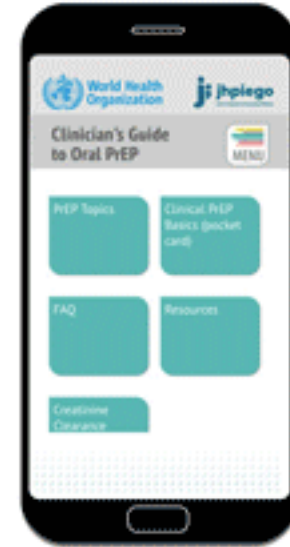 World Health
Organization
jhpiego
Clinician's Guide
to Oral PrEP
MENU
PrEP Topics
Clinical PrEP
Basics (pocket
card)
FAQ
Resources
Creatinine
Clearance